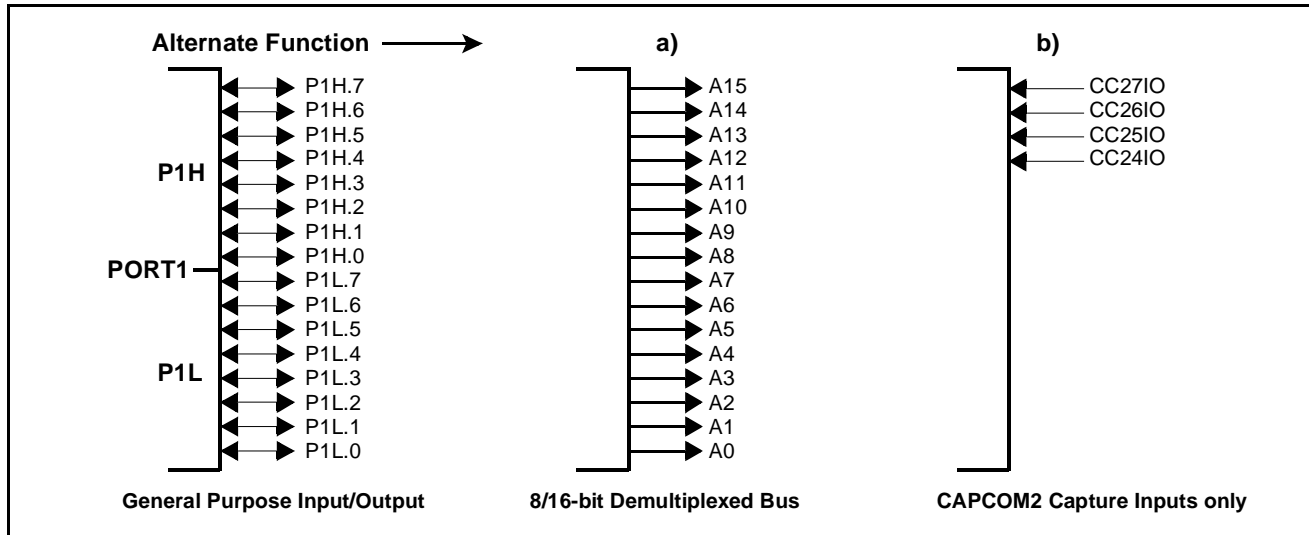 Alternate Function
a)
b)
P1H.7
P1H.6
P1H.5
P1H.4
P1H.3
P1H.2
P1H.1
P1H.0
P1L.7
P1L.6
P1L.5
P1L.4
P1L.3
P1L.2
P1L.1
P1L.0
P1H
PORT1
P1L
General Purpose Input/Output
A15
A14
A13
A12
A11
A10
A9
A8
A7
A6
A5
A4
A3
A2
A1
A0
8/16-bit Demultiplexed Bus
CC27IO
CC26IO
CC25IO
CC24IO
CAPCOM2 Capture Inputs only